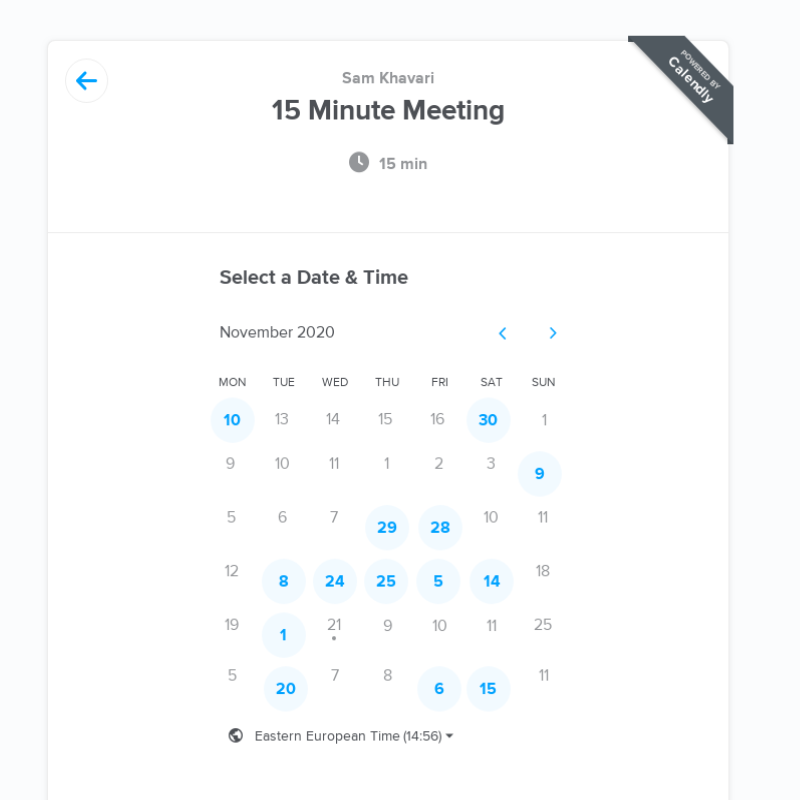 POWERED BY
Calendly
Sam Khavari
15 Minute Meeting
15 min
Select a Date & Time
November 2020
MON TUE WED THU FRI SAT SUN
10 13 14 15 16 30 1
9 10 11 1 2 3 9
5 6 7 29 28 10 11
12 8 24 25 5 14 18
19 1 21 9 10 11 25
5 20 7 8 6 15 11
Eastern European Time (14:56)